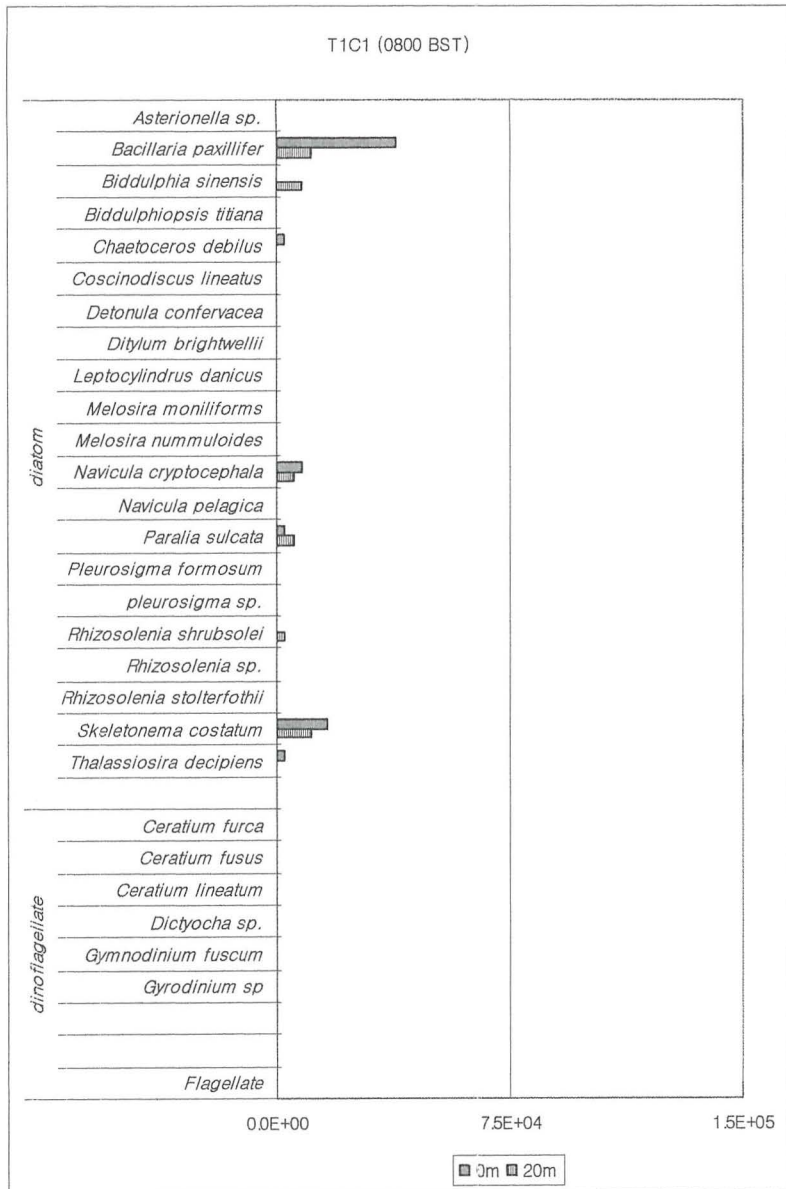 T1C1 (0800 BST)
diatom
Asterionella sp.
Bacillaria paxillifer
Biddulphia sinensis
Biddulphiopsis titiana
Chaetoceros debilus
Coscinodiscus lineatus
Detonula confervacea
Ditylum brightwellii
Leptocylindrus danicus
Melosira moniliforms
Melosira nummuloides
Navicula cryptocephala
Navicula pelagica
Paralia sulcata
Pleurosigma formosum
pleurosigma sp.
Rhizosolenia shrubsolei
Rhizosolenia sp.
Rhizosolenia stolterfothii
Skeletonema costatum
Thalassiosira decipiens
dinoflagellate
Ceratium furca
Ceratium fusus
Ceratium lineatum
Dictyocha sp.
Gymnodinium fuscum
Gyrodinium sp
Flagellate
0.0E+00 7.5E+04 1.5E+05
0m 20m